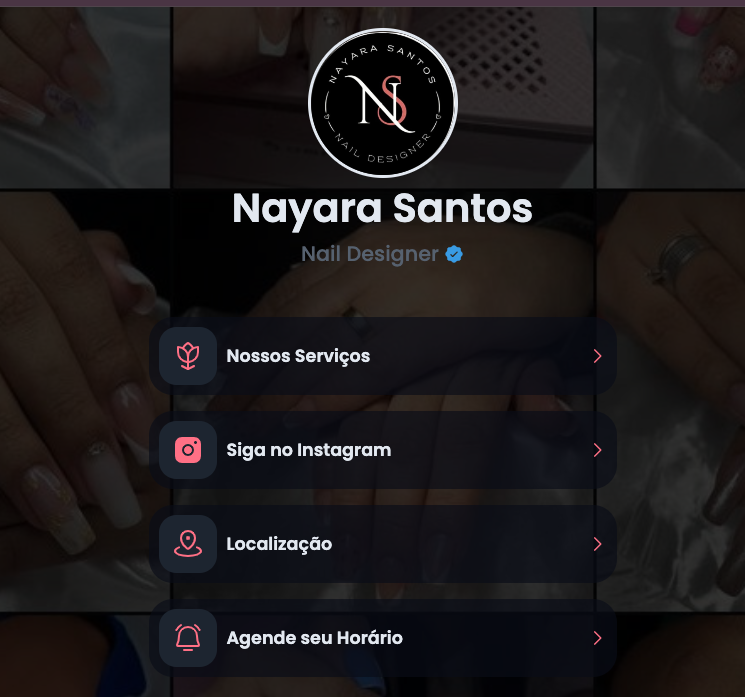 NAYARA SANTOS
NS
NAIL DESIGNER
Nayara Santos
Nail Designer
Nossos Serviços
Siga no Instagram
Localização
Agende seu Horário